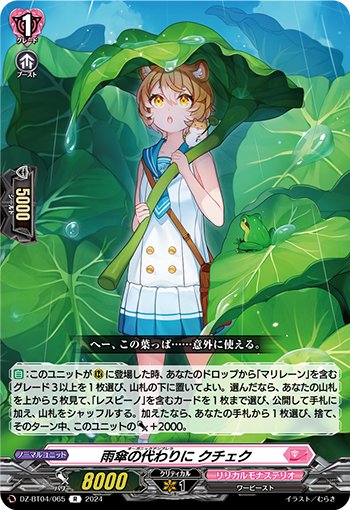 1
グレード
ブースト
5000
シールド
へー、この葉っぱ……意外に使える。
自:このユニットがRに登場した時、あなたのドロップから「マリレーン」を含む
グレード3以上を1枚選び、山札の下に置いてよい。選んだなら、あなたの山札
を上から5枚見て、「レスピーノ」を含むカードを1枚まで選び、公開して手札に
加え、山札をシャッフルする。加えたなら、あなたの手札から1枚選び、捨て、
そのターン中、このユニットの+2000。
ノーマルユニット
雨傘の代わりに クチェク
パワー
8000
クリティカル
1
リリカルモナステリオ
ワービースト
DZ-BT04/065 R 2024
イラスト/むらき